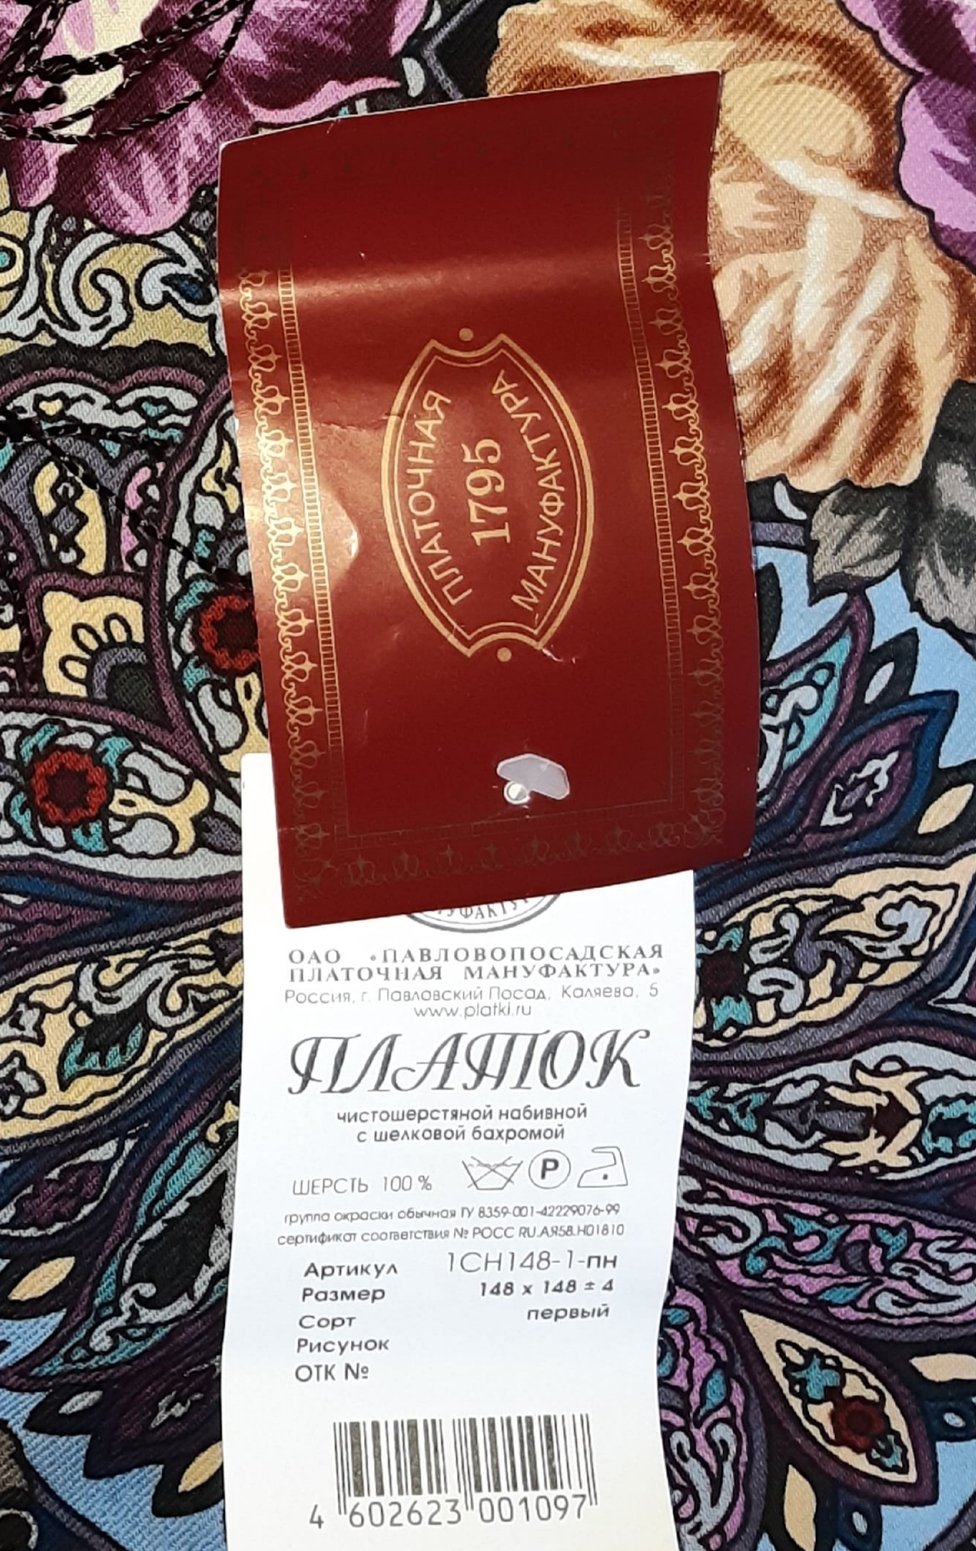 ПЛАТОЧНАЯ
1795
МАНУФАКТУРА
ОАО «ПАВЛОВОПОСАДСКАЯ
ПЛАТОЧНАЯ МАНУФАКТУРА»
Россия, г. Павловский Посад, Каляева, 5
www.platki.ru
ПЛАТОК
чистошерстяной набивной
с шелковой бахромой
ШЕРСТЬ 100 %
P
группа окраски обычная ТУ 8359-001-42229076-99
сертификат соответствия № РОСС RU.АЯ58.Н01810
Артикул 1СН148-1-пн
Размер 148 х 148 ± 4
Сорт первый
Рисунок
ОТК №
4 602623 001097